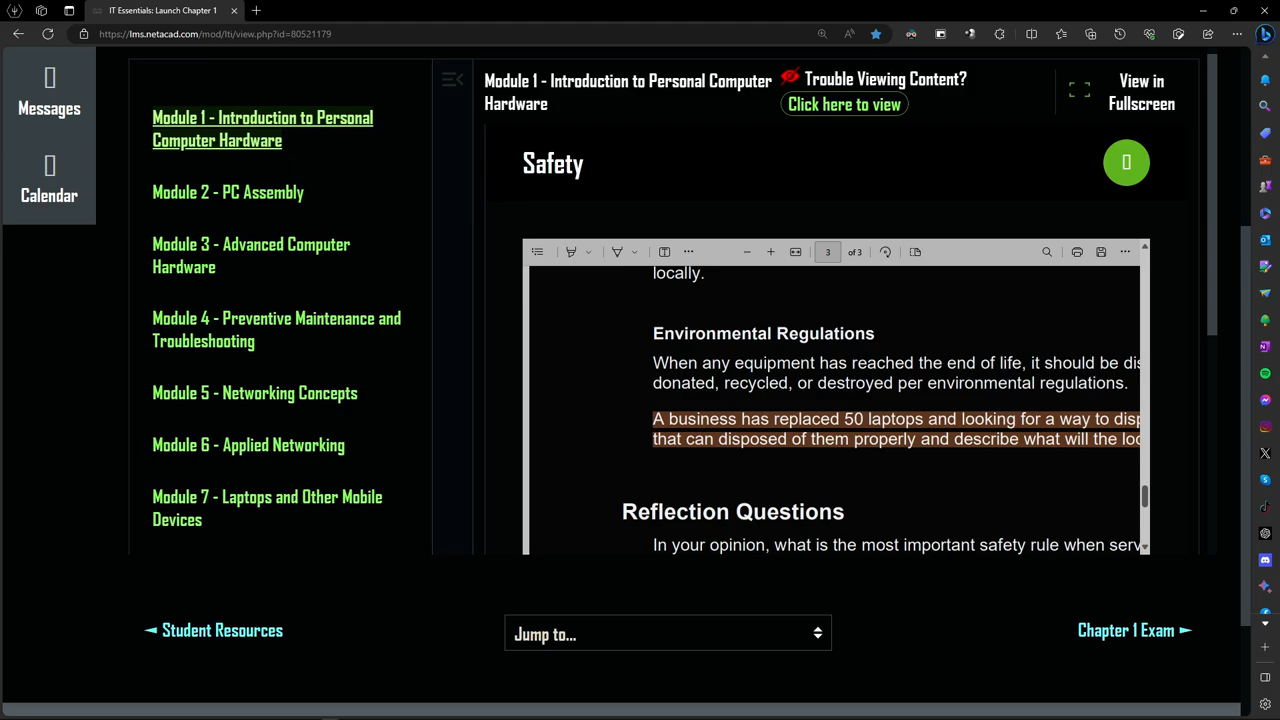 IT Essentials: Launch Chapter 1
https://lms.netacad.com/mod/lti/view.php?id=80521179
Messages
Calendar
Module 1 - Introduction to Personal
Computer Hardware
Module 2 - PC Assembly
Module 3 - Advanced Computer
Hardware
Module 4 - Preventive Maintenance and
Troubleshooting
Module 5 - Networking Concepts
Module 6 - Applied Networking
Module 7 - Laptops and Other Mobile
Devices
Module 1 - Introduction to Personal Computer
Hardware
Trouble Viewing Content?
Click here to view
View in
Fullscreen
Safety
3 of 3
locally.
Environmental Regulations
When any equipment has reached the end of life, it should be dis
donated, recycled, or destroyed per environmental regulations.
A business has replaced 50 laptops and looking for a way to disp
that can disposed of them properly and describe what will the loc
Reflection Questions
In your opinion, what is the most important safety rule when serv
◄ Student Resources
Jump to...
Chapter 1 Exam ►